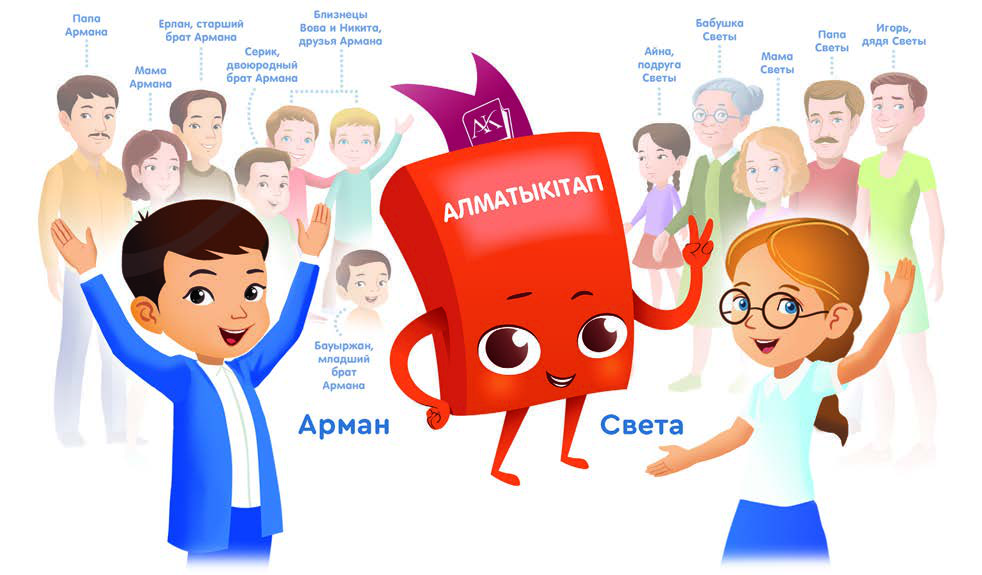 Папа
Армана
Мама
Армана
Ерлан, старший
брат Армана
Серик,
двоюродный
брат Армана
Близнецы
Вова и Никита,
друзья Армана
Бауыржан,
младший
брат
Армана
АК
АЛМАТЫКІТАП
Айна,
подруга
Светы
Бабушка
Светы
Мама
Светы
Папа
Светы
Игорь,
дядя Светы
Арман
Света